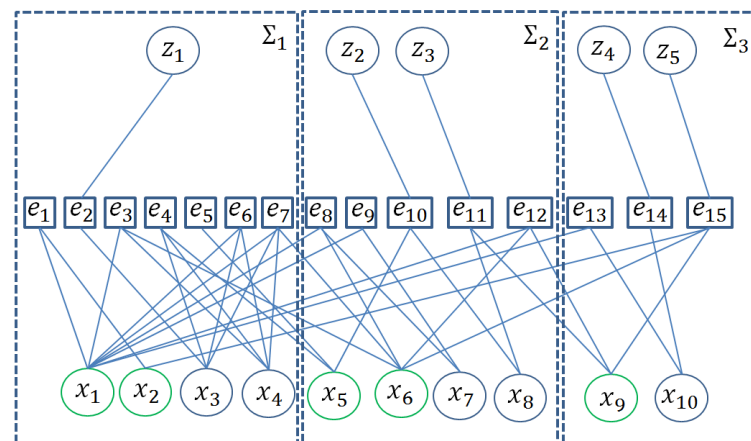 z₁ Σ₁ z₂ z₃ Σ₂ z₄ z₅ Σ₃
e₁ e₂ e₃ e₄ e₅ e₆ e₇ e₈ e₉ e₁₀ e₁₁ e₁₂ e₁₃ e₁₄ e₁₅
x₁ x₂ x₃ x₄ x₅ x₆ x₇ x₈ x₉ x₁₀